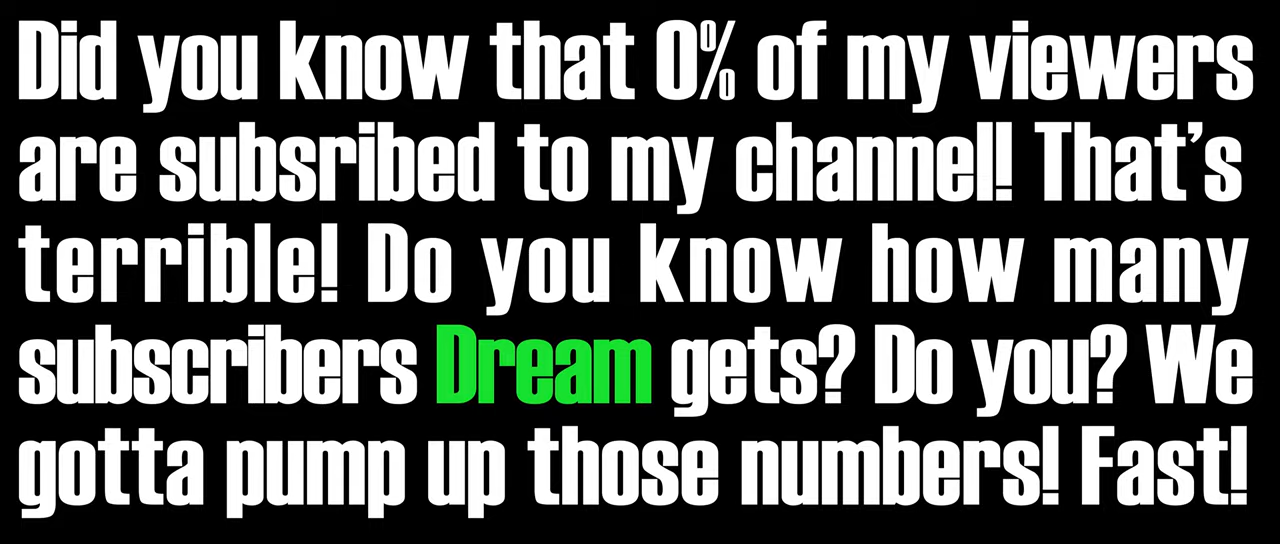 Did you know that 0% of my viewers
are subsribed to my channel! That's
terrible! Do you know how many
subscribers Dream gets? Do you? We
gotta pump up those numbers! Fast!